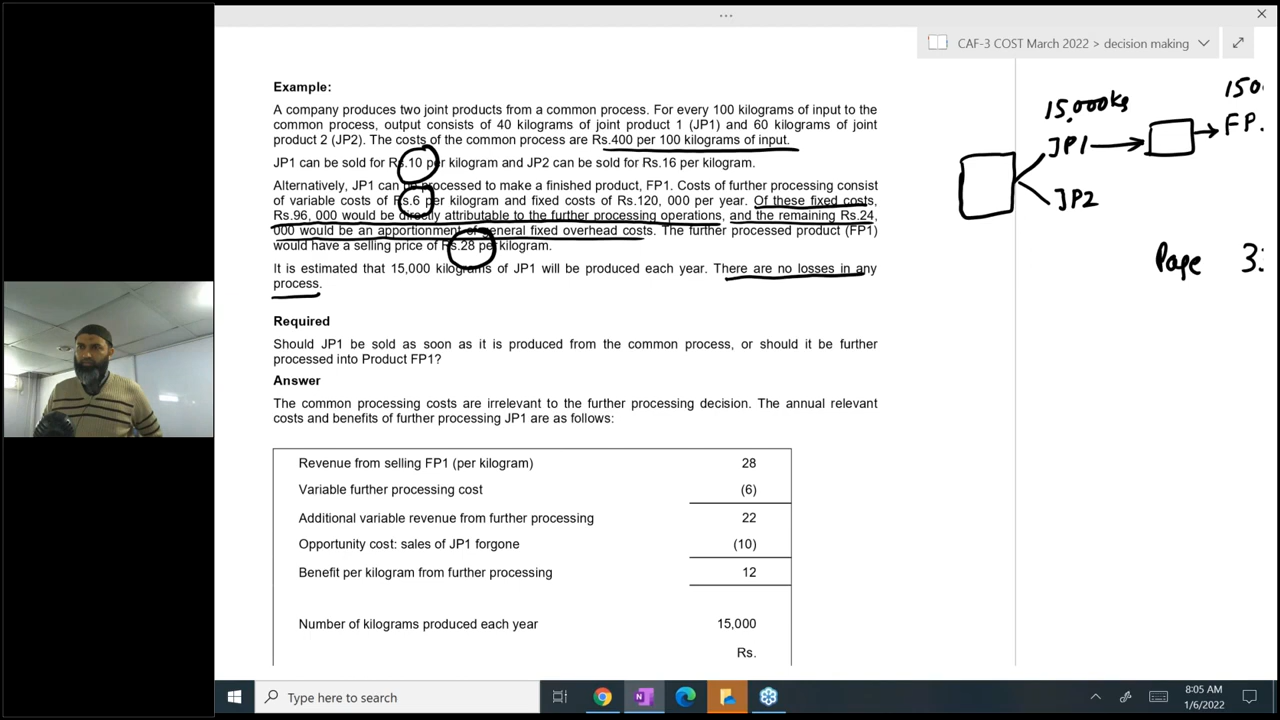 CAF-3 COST March 2022 > decision making
Example:
A company produces two joint products from a common process. For every 100 kilograms of input to the
common process, output consists of 40 kilograms of joint product 1 (JP1) and 60 kilograms of joint
product 2 (JP2). The costs of the common process are Rs.400 per 100 kilograms of input.
JP1 can be sold for Rs.10 per kilogram and JP2 can be sold for Rs.16 per kilogram.
Alternatively, JP1 can be processed to make a finished product, FP1. Costs of further processing consist
of variable costs of Rs.6 per kilogram and fixed costs of Rs.120, 000 per year. Of these fixed costs,
Rs.96, 000 would be directly attributable to the further processing operations, and the remaining Rs.24,
000 would be an apportionment of general fixed overhead costs. The further processed product (FP1)
would have a selling price of Rs.28 per kilogram.
It is estimated that 15,000 kilograms of JP1 will be produced each year. There are no losses in any
process.
Required
Should JP1 be sold as soon as it is produced from the common process, or should it be further
processed into Product FP1?
Answer
The common processing costs are irrelevant to the further processing decision. The annual relevant
costs and benefits of further processing JP1 are as follows:
Revenue from selling FP1 (per kilogram) 28
Variable further processing cost (6)
Additional variable revenue from further processing 22
Opportunity cost: sales of JP1 forgone (10)
Benefit per kilogram from further processing 12
Number of kilograms produced each year 15,000
Rs.
150
15,000kg
JP1
FP.
JP2
Page 3
Type here to search
8:05 AM
1/6/2022